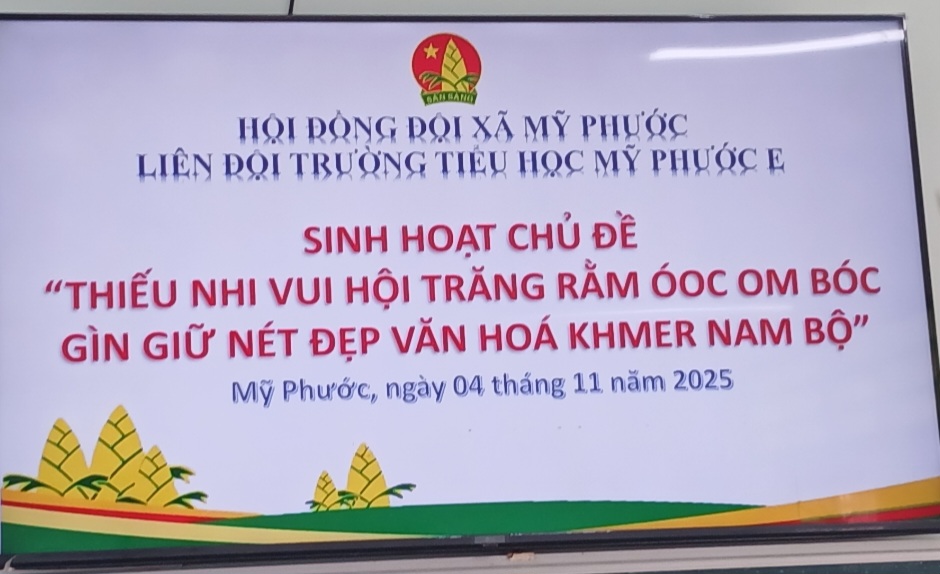 SẴN SÀNG
HỘI ĐỒNG ĐỘI XÃ MỸ PHƯỚC
LIÊN ĐỘI TRƯỜNG TIỂU HỌC MỸ PHƯỚC E
SINH HOẠT CHỦ ĐỀ
“THIẾU NHI VUI HỘI TRĂNG RẰM ÓOC OM BÓC
GÌN GIỮ NÉT ĐẸP VĂN HOÁ KHMER NAM BỘ”
Mỹ Phước, ngày 04 tháng 11 năm 2025